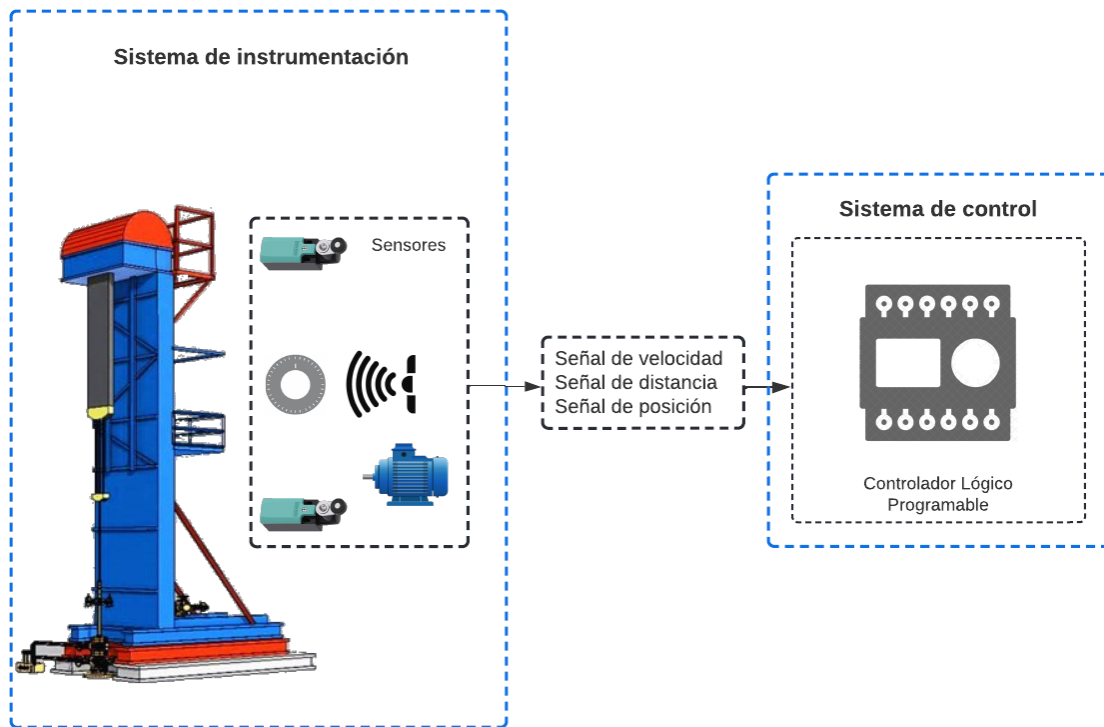 Sistema de instrumentación
Sensores
Señal de velocidad
Señal de distancia
Señal de posición
Sistema de control
Controlador Lógico
Programable